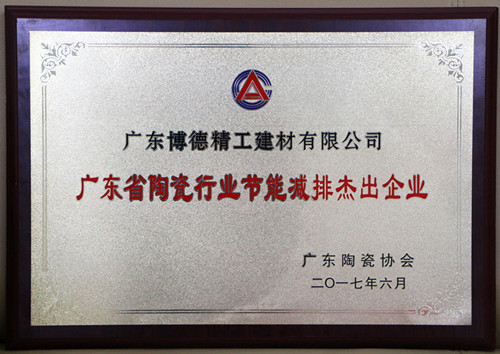 广东博德精工建材有限公司
广东省陶瓷行业节能减排杰出企业
广东陶瓷协会
二〇一七年六月